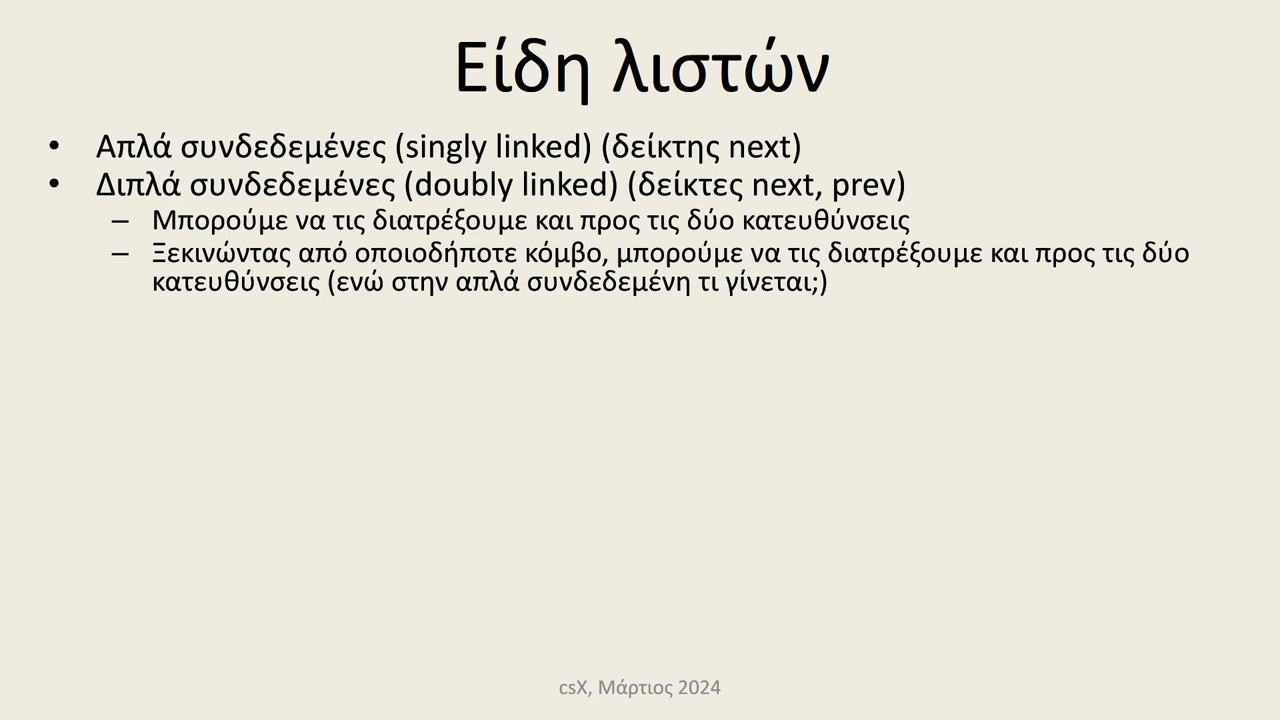 Είδη λιστών
• Απλά συνδεδεμένες (singly linked) (δείκτης next)
• Διπλά συνδεδεμένες (doubly linked) (δείκτες next, prev)
– Μπορούμε να τις διατρέξουμε και προς τις δύο κατευθύνσεις
– Ξεκινώντας από οποιοδήποτε κόμβο, μπορούμε να τις διατρέξουμε και προς τις δύο
κατευθύνσεις (ενώ στην απλά συνδεδεμένη τι γίνεται;)
csX, Μάρτιος 2024